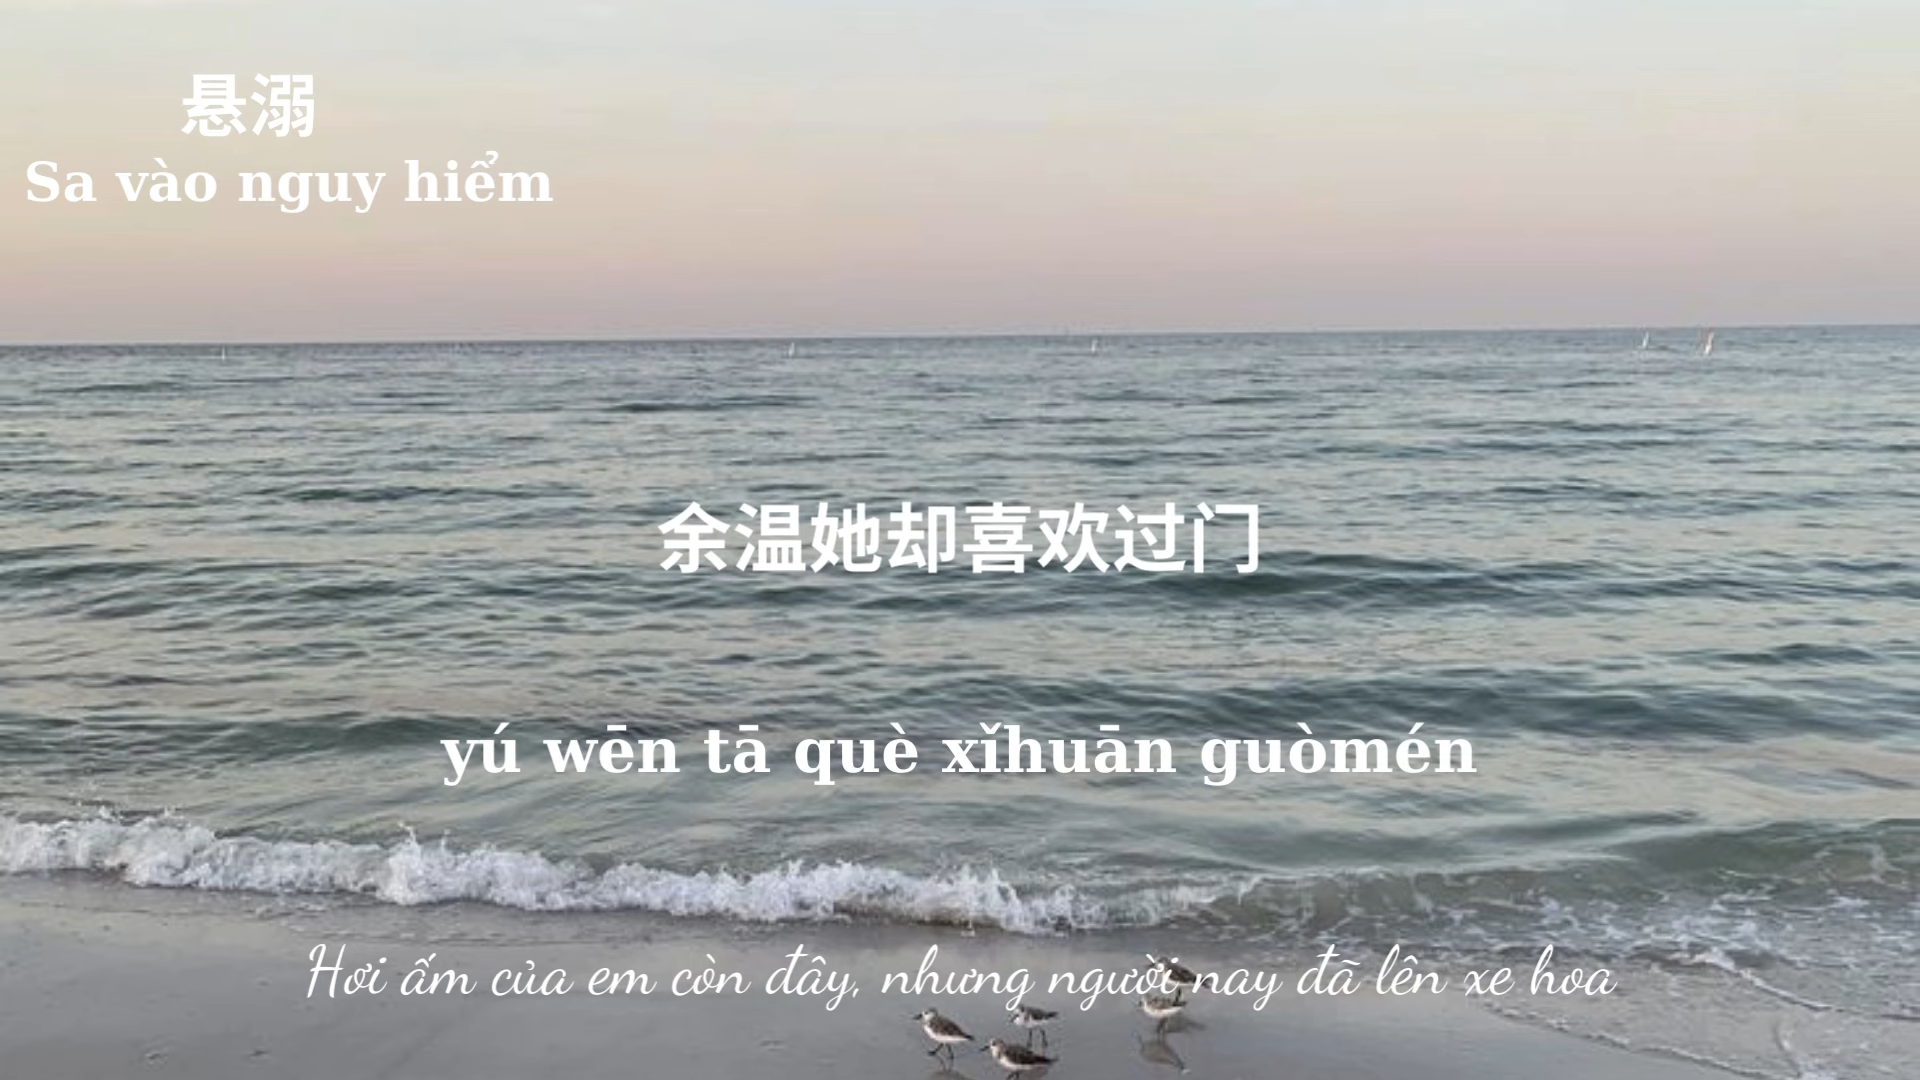 悬溺
Sa vào nguy hiểm
余温她却喜欢过门
yú wēn tā què xǐhuān guòmén
Hơi ấm của em còn đây, nhưng người nay đã lên xe hoa